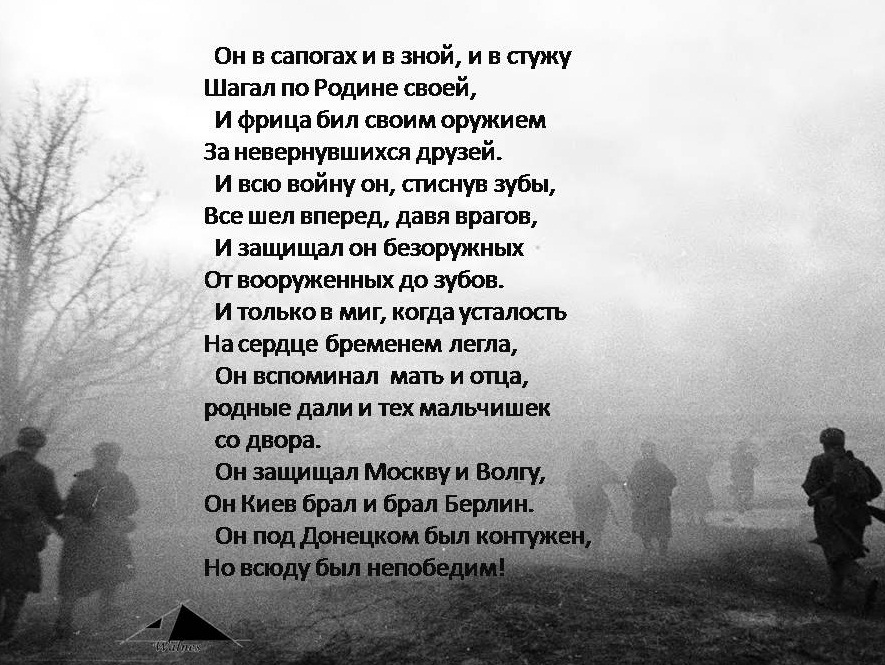 Он в сапогах и в зной, и в стужу
Шагал по Родине своей,
И фрица бил своим оружием
За невернувшихся друзей.
И всю войну он, стиснув зубы,
Все шел вперед, давя врагов,
И защищал он безоружных
От вооруженных до зубов.
И только в миг, когда усталость
На сердце бременем легла,
Он вспоминал мать и отца,
родные дали и тех мальчишек
со двора.
Он защищал Москву и Волгу,
Он Киев брал и брал Берлин.
Он под Донецком был контужен,
Но всюду был непобедим!